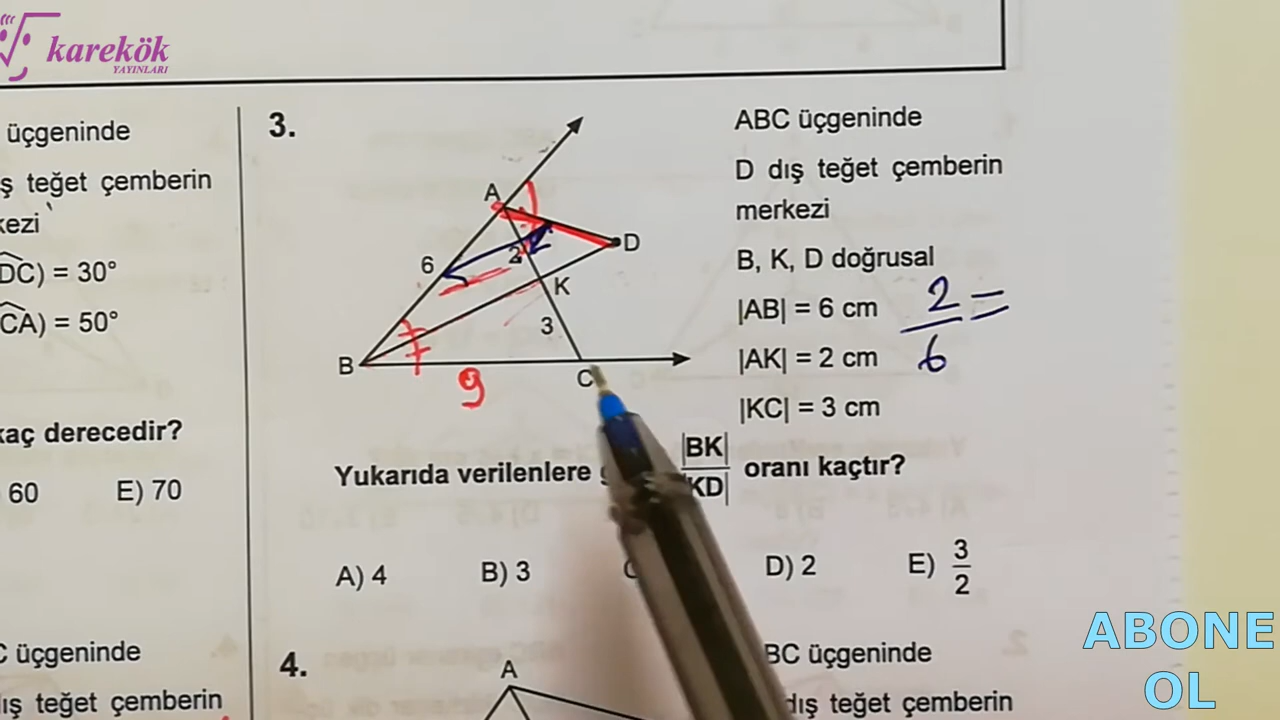 karekök
YAYINLARI
üçgeninde
ş teğet çemberin
kezi
DC) = 30°
CA) = 50°
kaç derecedir?
60 E) 70
3.
A
D
6
2
K
3
B
C
9
ABC üçgeninde
D dış teğet çemberin
merkezi
B, K, D doğrusal
|AB| = 6 cm
|AK| = 2 cm
|KC| = 3 cm
2 =
6
Yukarıda verilenlere |BK| / |KD| oranı kaçtır?
A) 4 B) 3 D) 2 E) 3/2
C üçgeninde
ış teğet çemberin
4.
A
BC üçgeninde
dış teğet çemberin
ABONE
OL